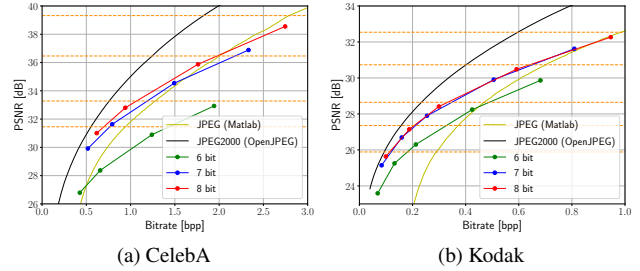 40
38
36
34
32
30
28
26
PSNR [dB]
0.0 0.5 1.0 1.5 2.0 2.5 3.0
Bitrate [bpp]
JPEG (Matlab)
JPEG2000 (OpenJPEG)
6 bit
7 bit
8 bit
(a) CelebA
34
32
30
28
26
24
PSNR [dB]
0.0 0.2 0.4 0.6 0.8 1.0
Bitrate [bpp]
JPEG (Matlab)
JPEG2000 (OpenJPEG)
6 bit
7 bit
8 bit
(b) Kodak